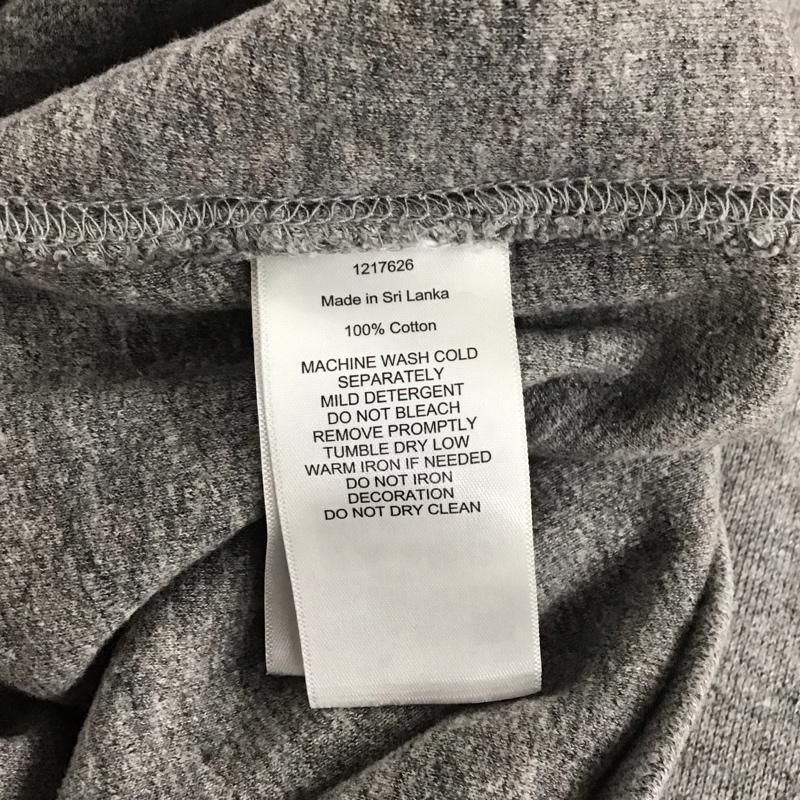 1217626
Made in Sri Lanka
100% Cotton
MACHINE WASH COLD
SEPARATELY
MILD DETERGENT
DO NOT BLEACH
REMOVE PROMPTLY
TUMBLE DRY LOW
WARM IRON IF NEEDED
DO NOT IRON
DECORATION
DO NOT DRY CLEAN